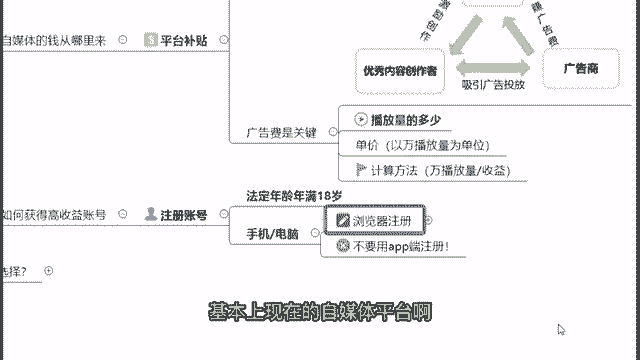 自媒体的钱从哪里来
平台补贴
优秀内容创作者
广告商
吸引广告投放
广告费是关键
播放量的多少
单价（以万播放量为单位）
计算方法（万播放量/收益）
如何获得高收益账号
注册账号
法定年龄年满18岁
手机/电脑
浏览器注册
不要用app端注册！
选择？
基本上现在的自媒体平台啊